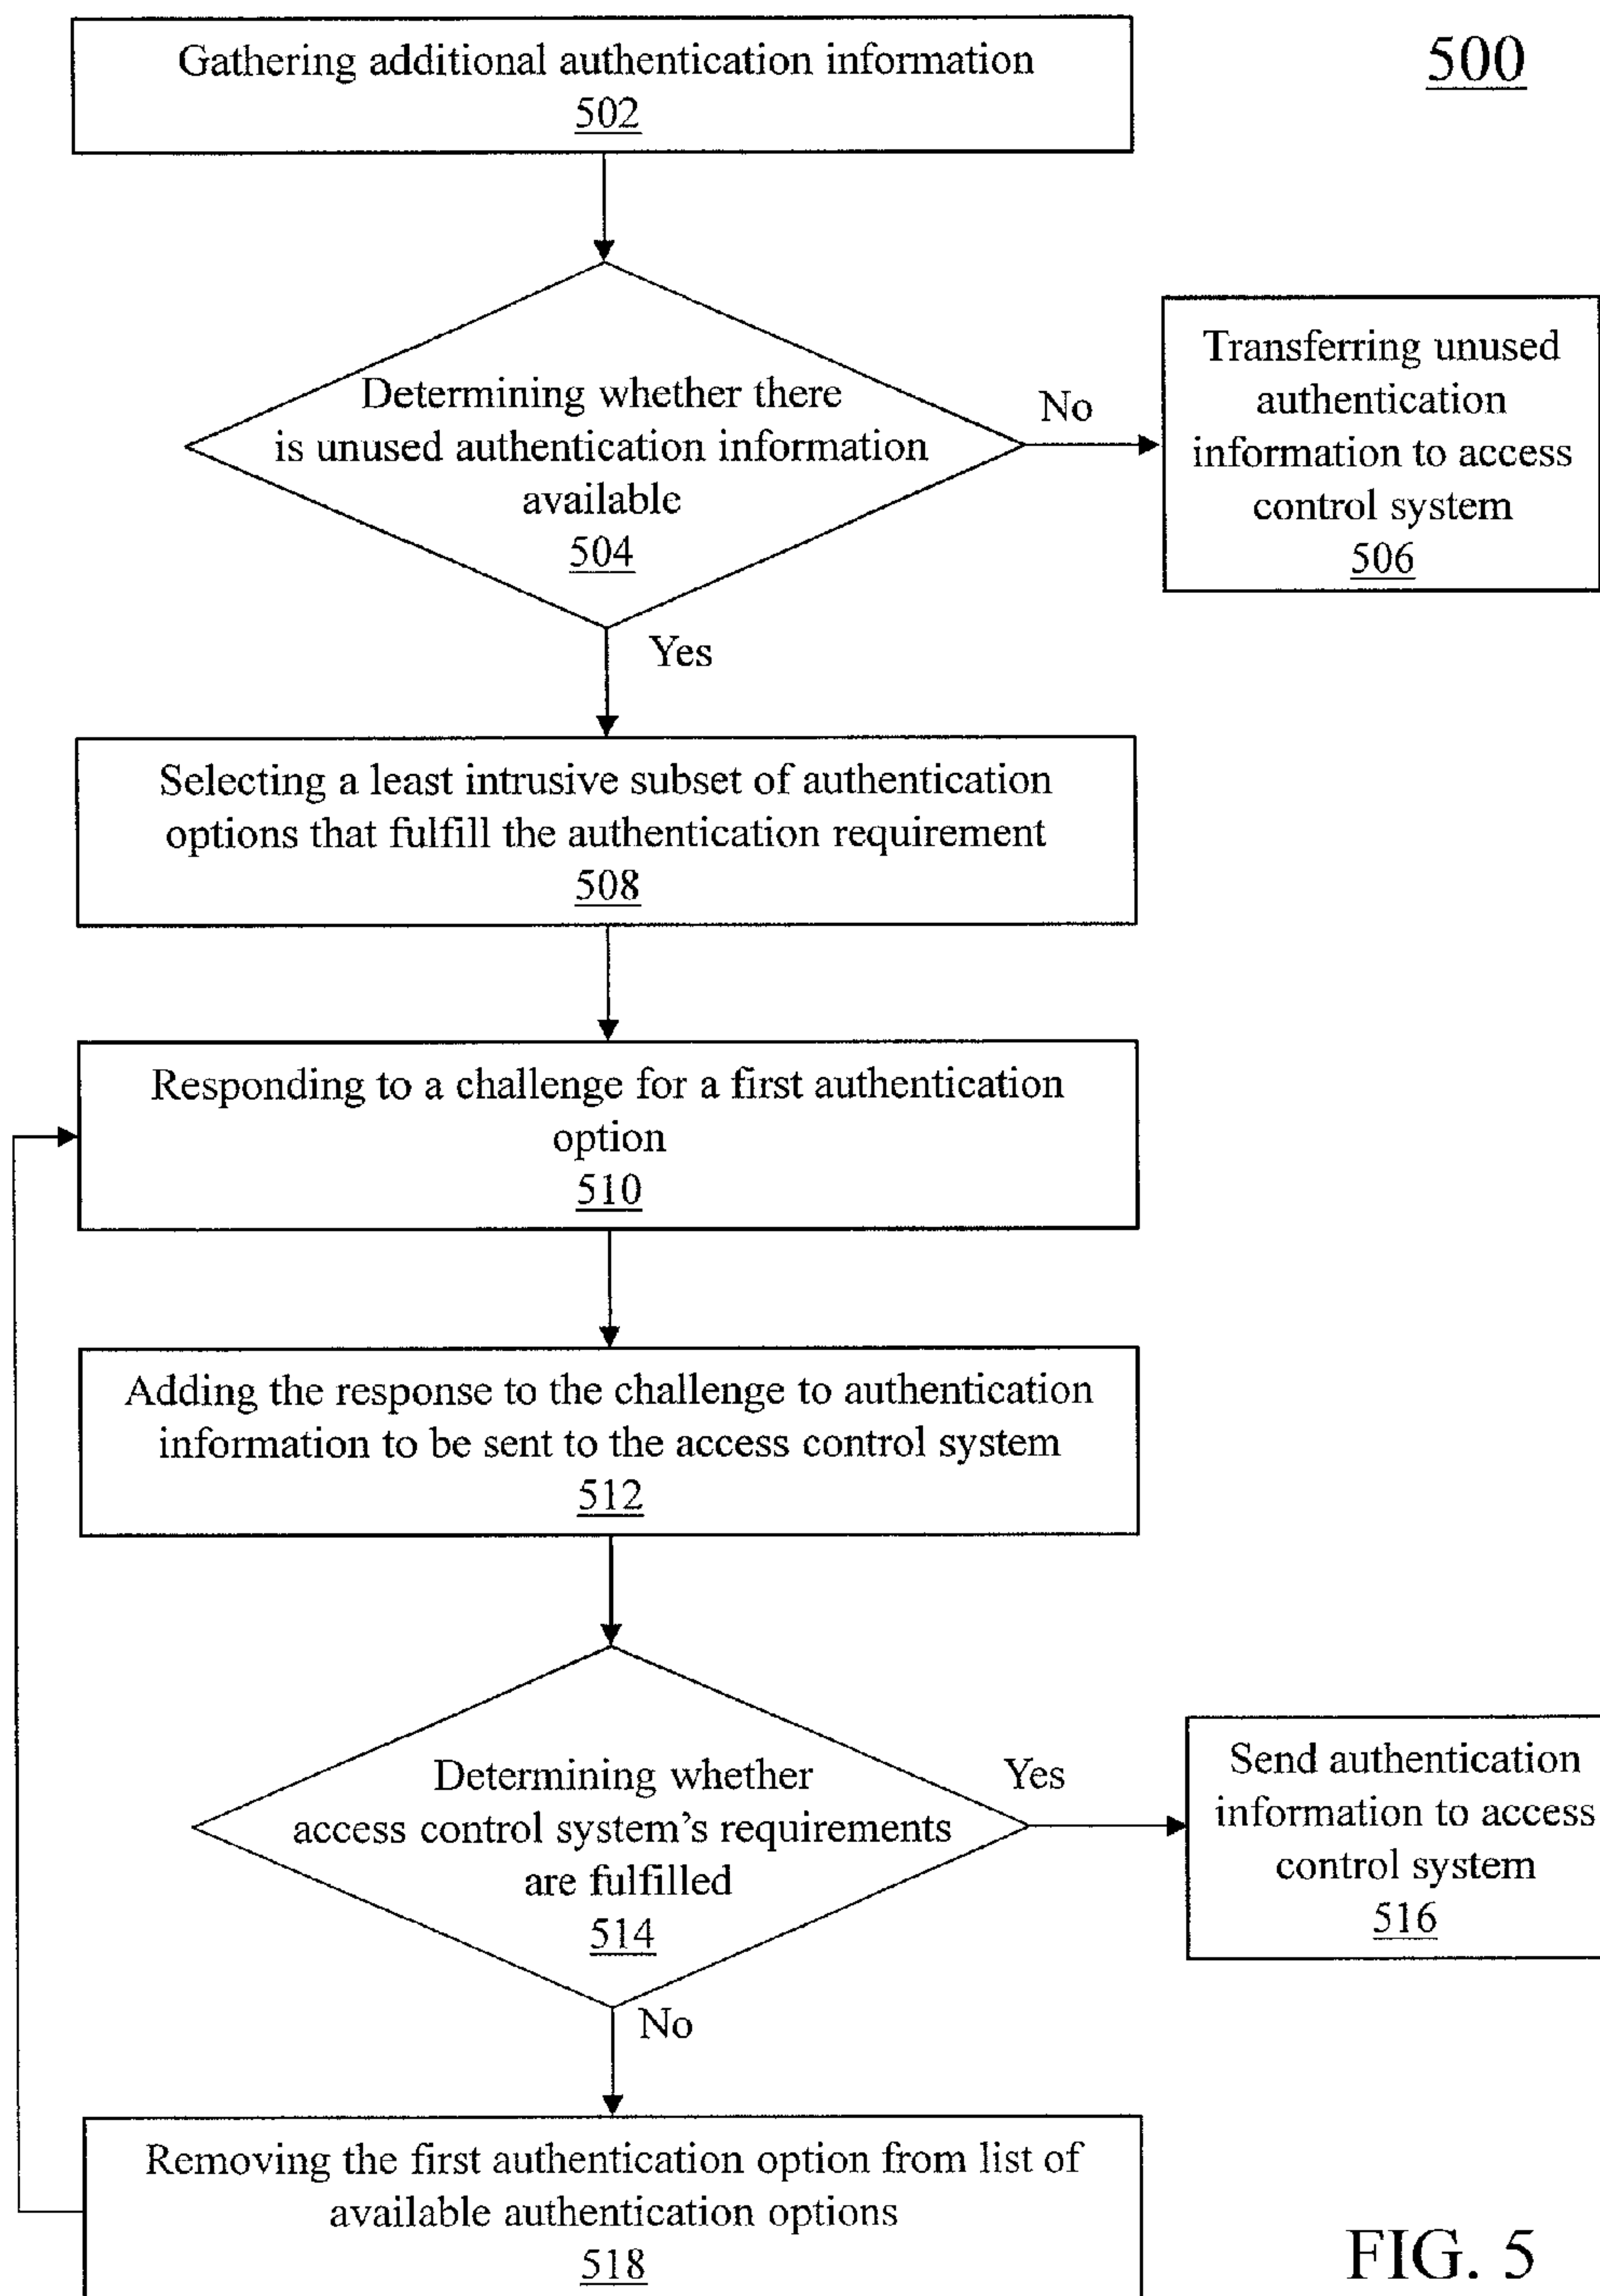 Gathering additional authentication information
502
500
Determining whether there
is unused authentication information
available
504
No
Transferring unused
authentication
information to access
control system
506
Yes
Selecting a least intrusive subset of authentication
options that fulfill the authentication requirement
508
Responding to a challenge for a first authentication
option
510
Adding the response to the challenge to authentication
information to be sent to the access control system
512
Determining whether
access control system's requirements
are fulfilled
514
Yes
Send authentication
information to access
control system
516
No
Removing the first authentication option from list of
available authentication options
518
FIG. 5